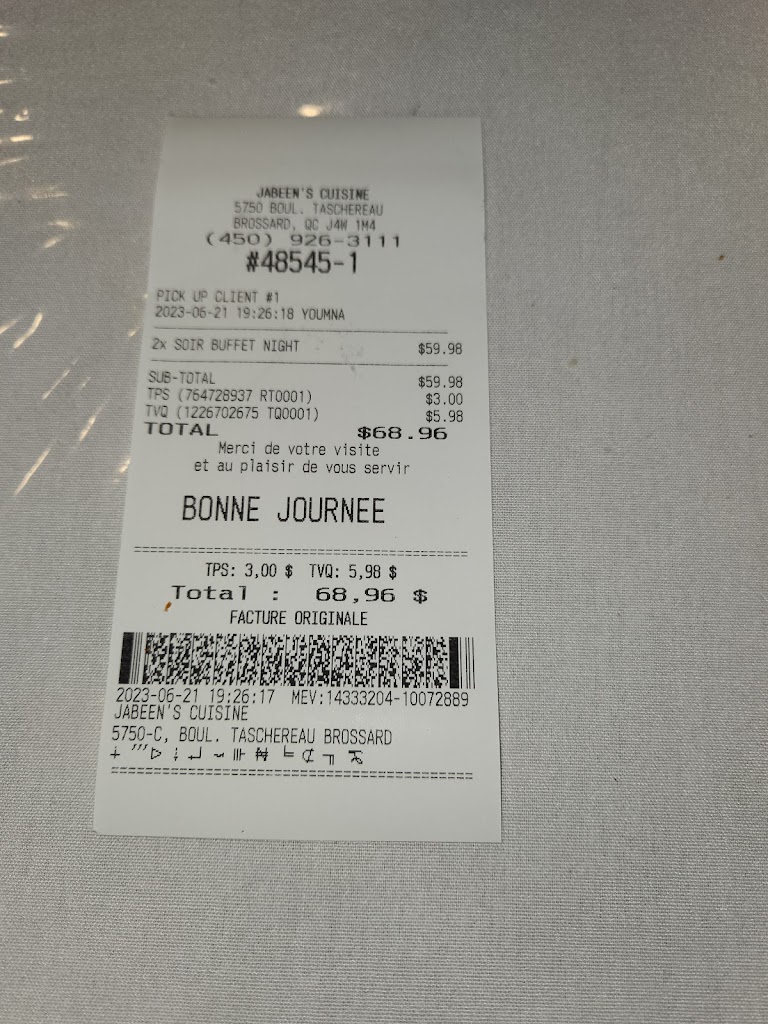 JABEEN'S CUISINE
5750 BOUL. TASCHEREAU
BROSSARD, QC J4W 1M4
(450) 926-3111
#48545-1
PICK UP CLIENT #1
2023-06-21 19:26:18 YOUMNA
2x SOIR BUFFET NIGHT $59.98
SUB-TOTAL $59.98
TPS (764728937 RT0001) $3.00
TVQ (1226702675 TQ0001) $5.98
TOTAL $68.96
Merci de votre visite
et au plaisir de vous servir
BONNE JOURNEE
TPS: 3,00 $ TVQ: 5,98 $
Total : 68,96 $
FACTURE ORIGINALE
2023-06-21 19:26:17 MEV:14333204-10072889
JABEEN'S CUISINE
5750-C, BOUL. TASCHEREAU BROSSARD